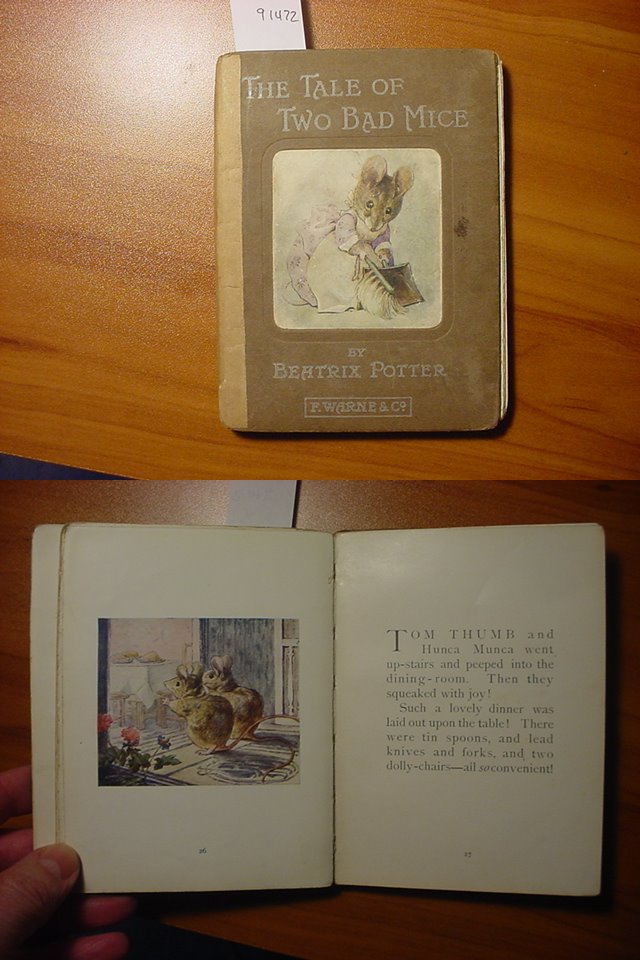 91472
THE TALE OF
TWO BAD MICE
BY
BEATRIX POTTER
F. WARNE & Co
26
TOM THUMB and
Hunca Munca went
up-stairs and peeped into the
dining-room. Then they
squeaked with joy!
Such a lovely dinner was
laid out upon the table! There
were tin spoons, and lead
knives and forks, and two
dolly-chairs—all so convenient!
27